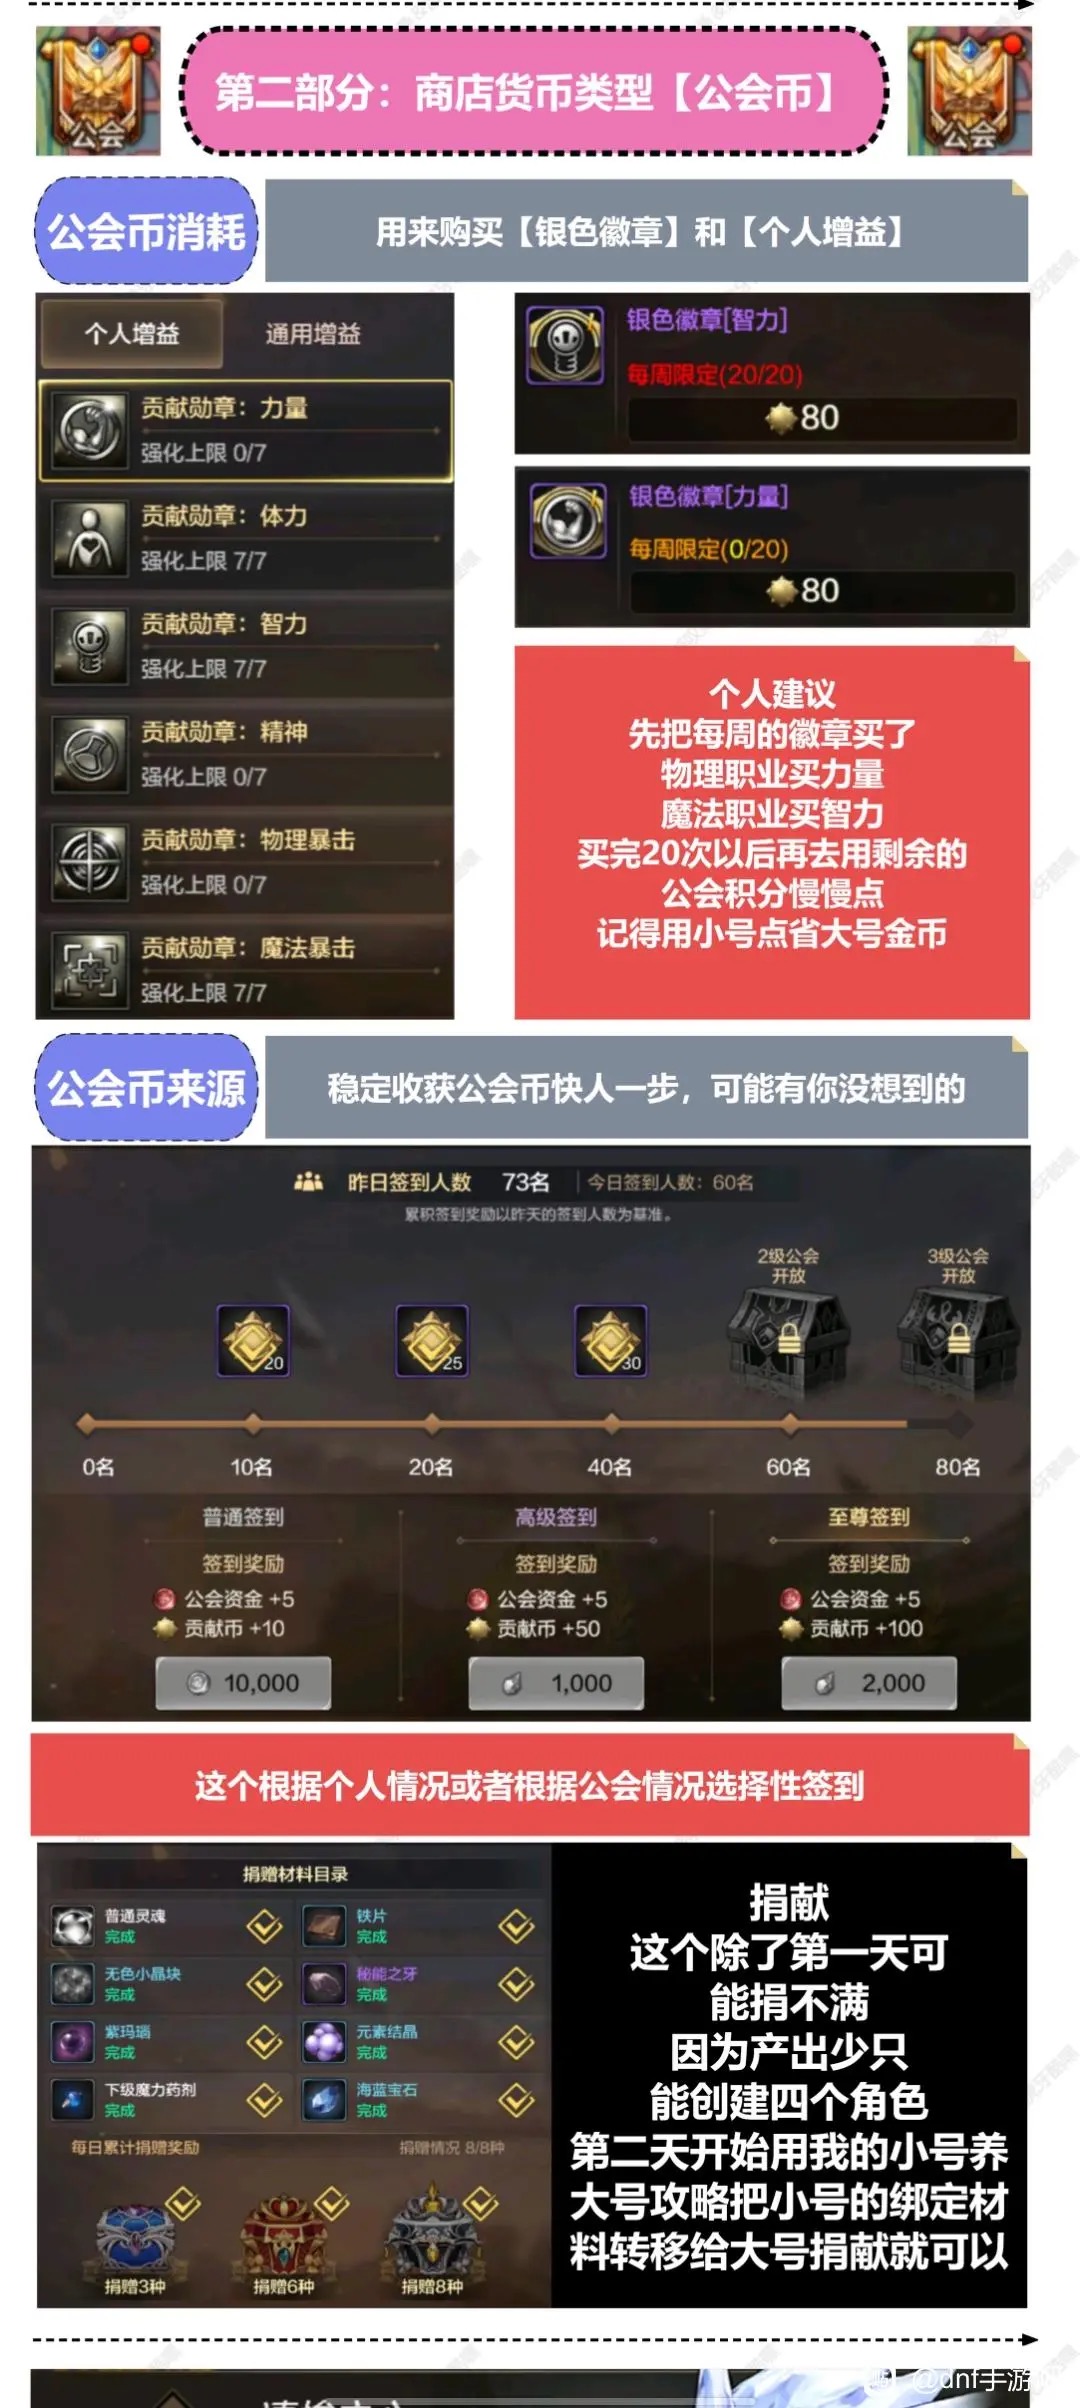 公会
第二部分：商店货币类型【公会币】
公会
公会币消耗
用来购买【银色徽章】和【个人增益】
个人增益
通用增益
贡献勋章：力量
强化上限 0/7
贡献勋章：体力
强化上限 7/7
贡献勋章：智力
强化上限 7/7
贡献勋章：精神
强化上限 0/7
贡献勋章：物理暴击
强化上限 0/7
贡献勋章：魔法暴击
强化上限 7/7
银色徽章[智力]
每周限定(20/20)
80
银色徽章[力量]
每周限定(0/20)
80
个人建议
先把每周的徽章买了
物理职业买力量
魔法职业买智力
买完20次以后再去用剩余的
公会积分慢慢点
记得用小号点省大号金币
公会币来源
稳定收获公会币快人一步，可能有你没想到的
昨日签到人数 73名 今日签到人数：60名
累积签到奖励以昨天的签到人数为基准。
2级公会
开放
3级公会
开放
20
25
30
0名
10名
20名
40名
60名
80名
普通签到
签到奖励
公会资金 +5
贡献币 +10
10,000
高级签到
签到奖励
公会资金 +5
贡献币 +50
1,000
至尊签到
签到奖励
公会资金 +5
贡献币 +100
2,000
这个根据个人情况或者根据公会情况选择性签到
捐赠材料目录
普通灵魂
完成
铁片
完成
无色小晶块
完成
秘能之牙
完成
紫玛瑙
完成
元素结晶
完成
下级魔力药剂
完成
海蓝宝石
完成
每日累计捐赠奖励
捐赠情况 8/8种
捐赠3种
捐赠6种
捐赠8种
捐献
这个除了第一天可
能捐不满
因为产出少只
能创建四个角色
第二天开始用我的小号养
大号攻略把小号的绑定材
料转移给大号捐献就可以
@dnf手游